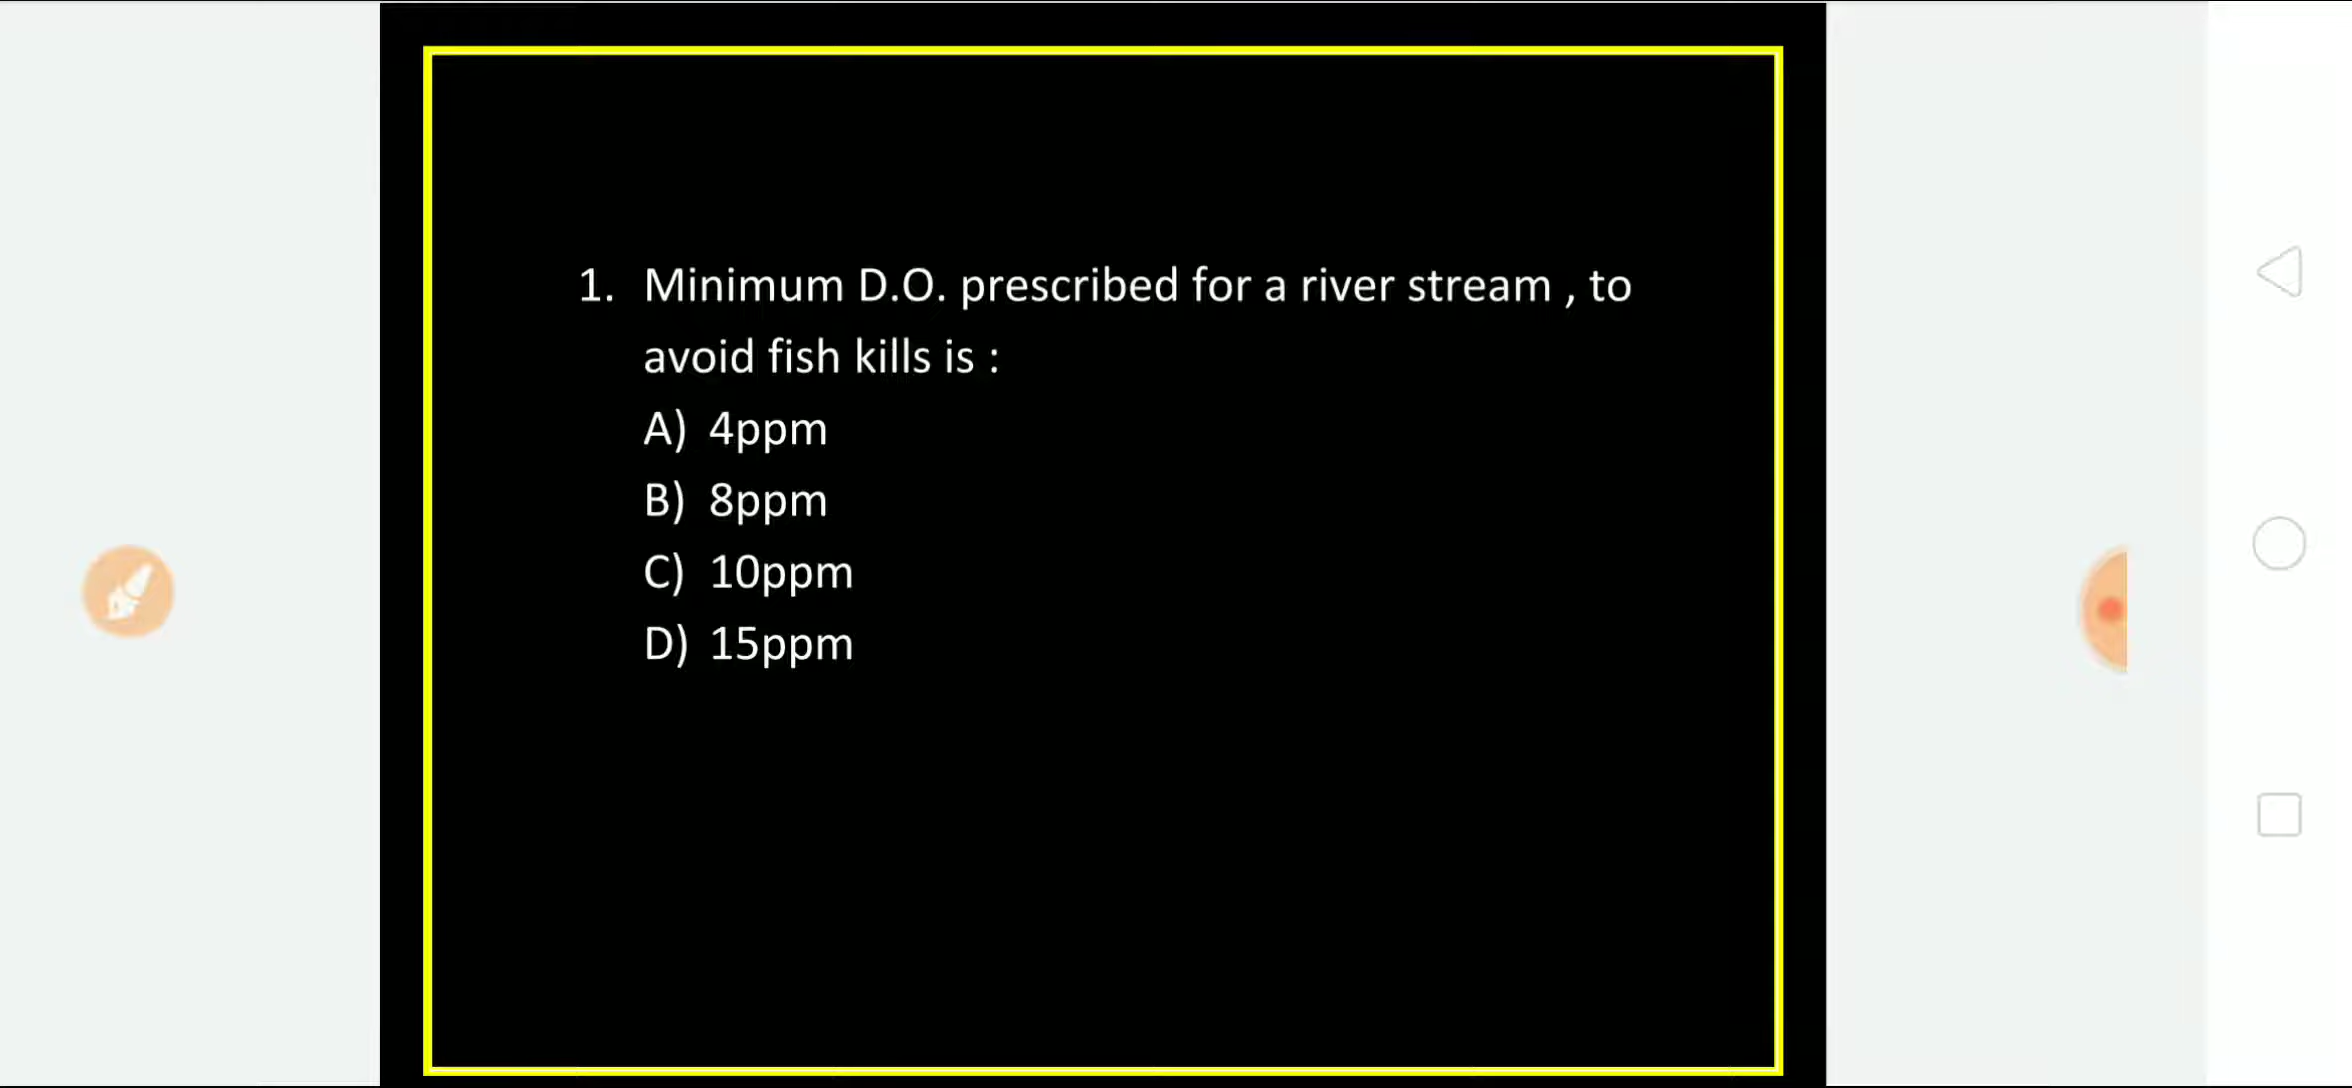 1. Minimum D.O. prescribed for a river stream , to
avoid fish kills is :
A) 4ppm
B) 8ppm
C) 10ppm
D) 15ppm